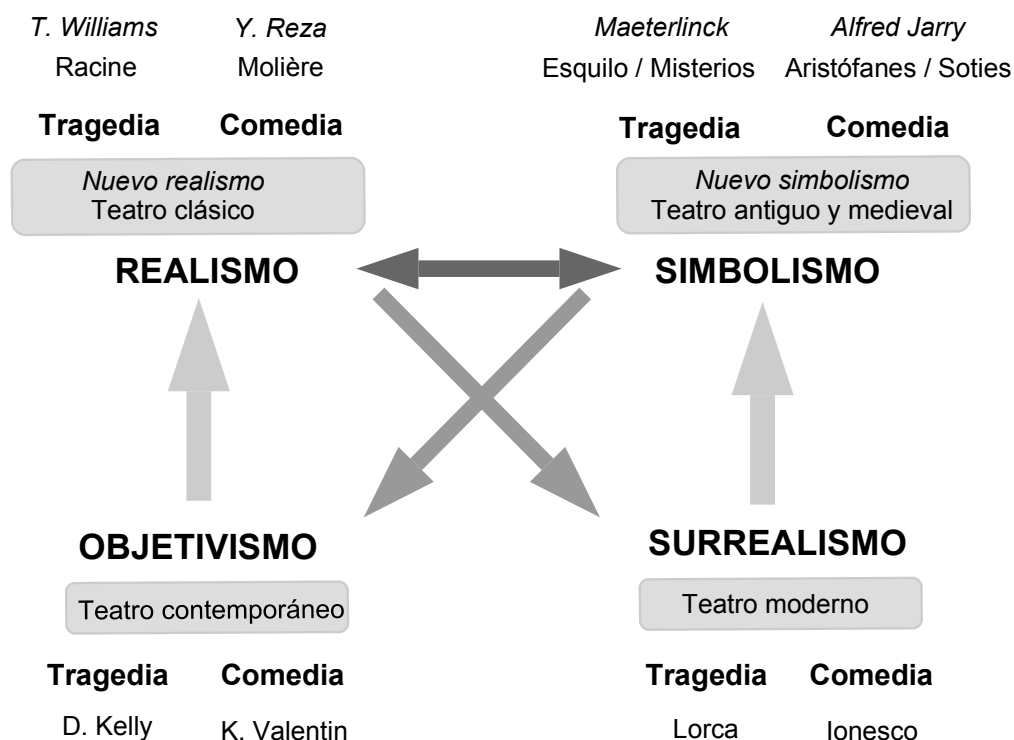 T. Williams Y. Reza Maeterlinck Alfred Jarry
Racine Molière Esquilo / Misterios Aristófanes / Soties
Tragedia Comedia Tragedia Comedia
Nuevo realismo Nuevo simbolismo
Teatro clásico Teatro antiguo y medieval
REALISMO SIMBOLISMO
OBJETIVISMO SURREALISMO
Teatro contemporáneo Teatro moderno
Tragedia Comedia Tragedia Comedia
D. Kelly K. Valentin Lorca Ionesco